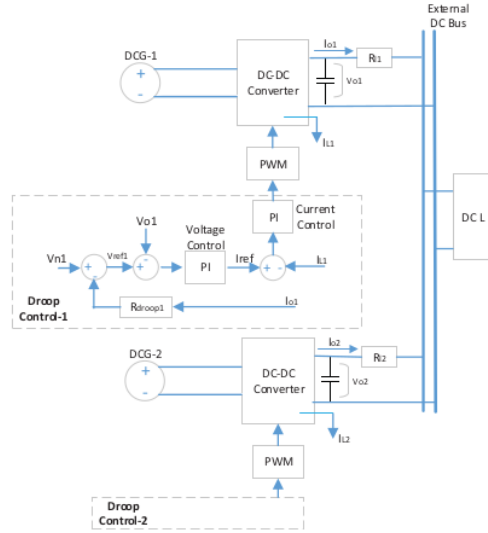 External
DC Bus
DCG-1
+
-
DC-DC
Converter
Io1
Rl1
Vo1
IL1
PWM
DC L
Current
Control
PI
Vo1
Voltage
Control
Vn1
+
-
Vref1
+
-
PI
Iref
+
-
IL1
Droop
Control-1
Rdroop1
Io1
DCG-2
+
-
DC-DC
Converter
Io2
Rl2
Vo2
IL2
PWM
Droop
Control-2